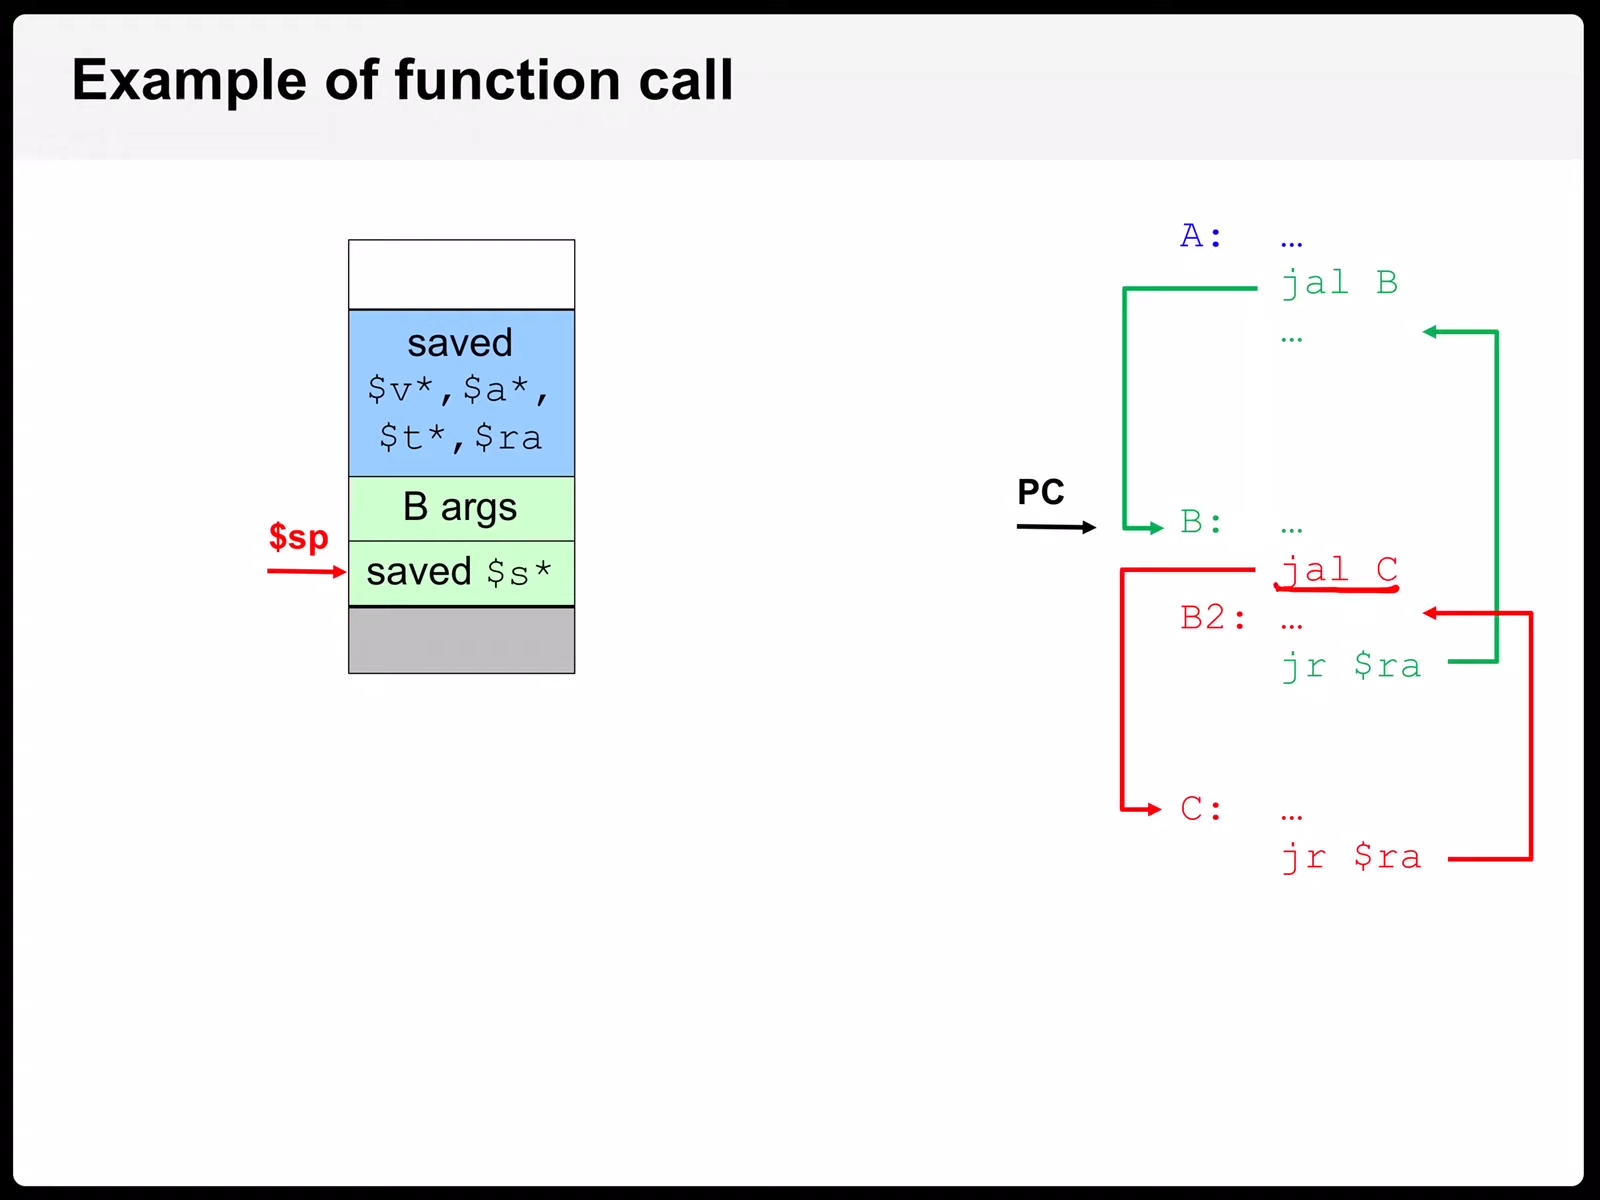 Example of function call
saved
$v*,$a*,
$t*,$ra
B args
$sp
saved $s*
A: …
jal B
…
PC
B: …
jal C
B2: …
jr $ra
C: …
jr $ra